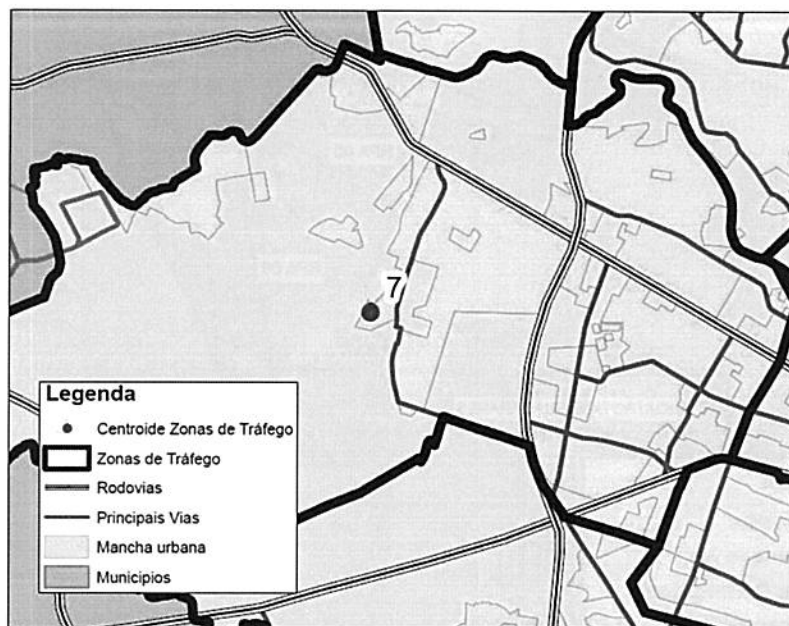 7
Legenda
Centroide Zonas de Tráfego
Zonas de Tráfego
Rodovias
Principais Vias
Mancha urbana
Municipios